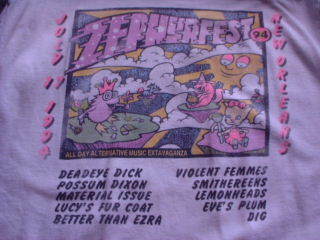 ZEPHYRFEST 94
JULY 11 1994
NEW ORLEANS
ALL DAY ALTERNATIVE MUSIC EXTRAVAGANZA
DEADEYE DICK
POSSUM DIXON
MATERIAL ISSUE
LUCY'S FUR COAT
BETTER THAN EZRA
VIOLENT FEMMES
SMITHEREENS
LEMONHEADS
EVE'S PLUM
DIG